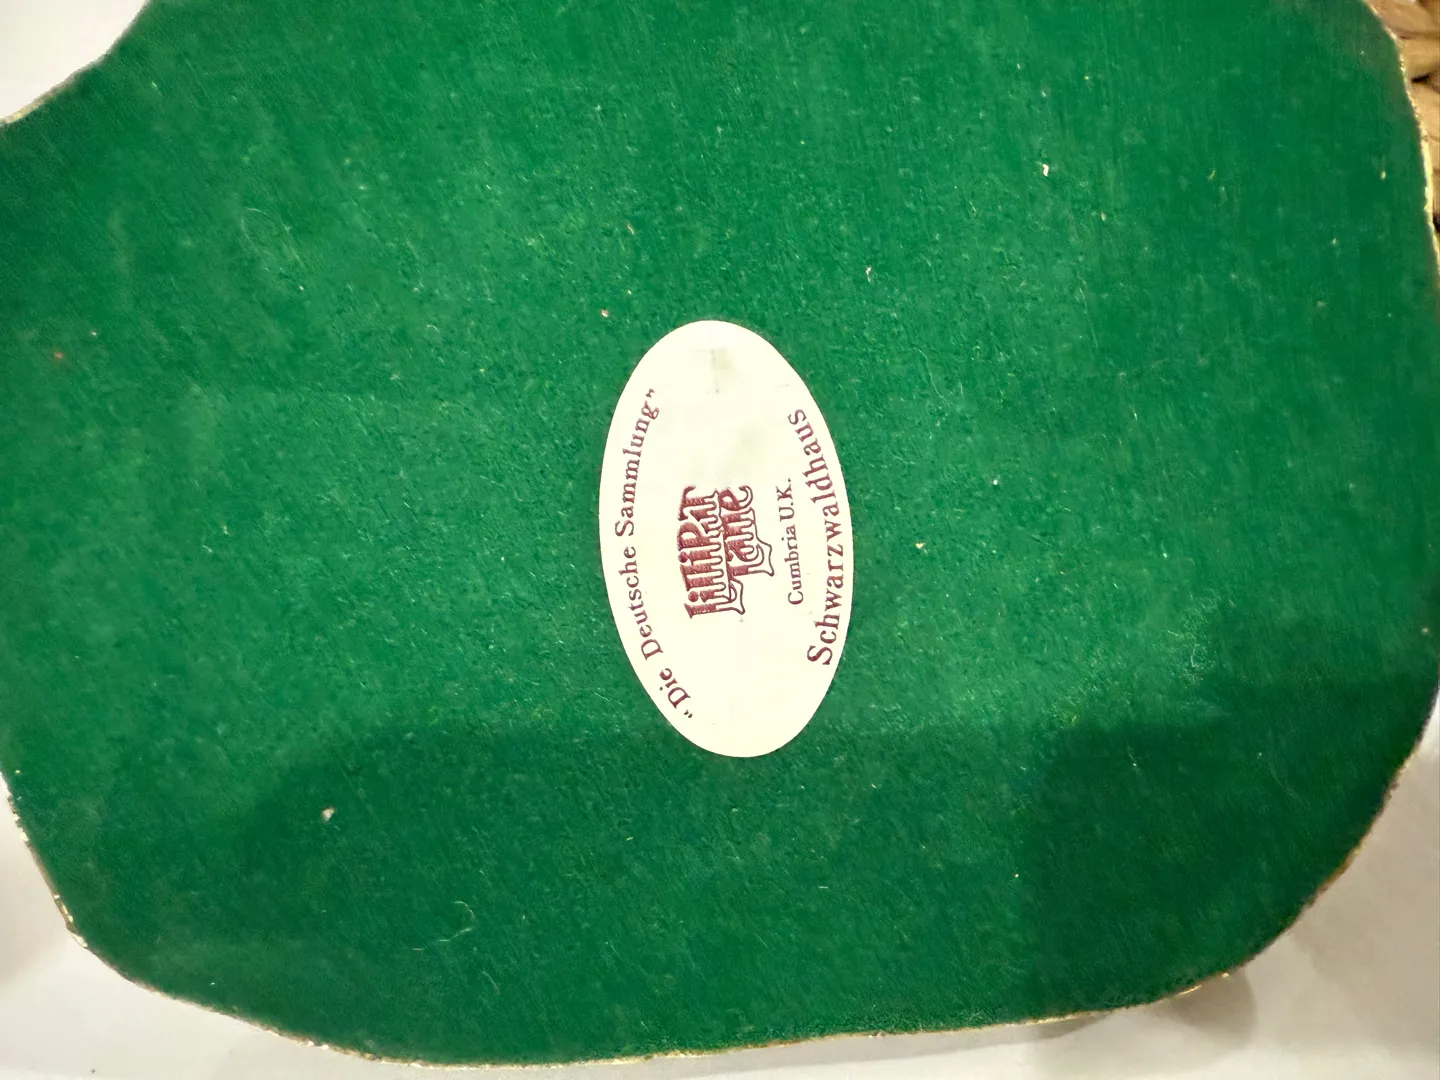 "Die Deutsche Sammlung"
Lilliput
Lane
Cumbria U.K.
Schwarzwaldhaus